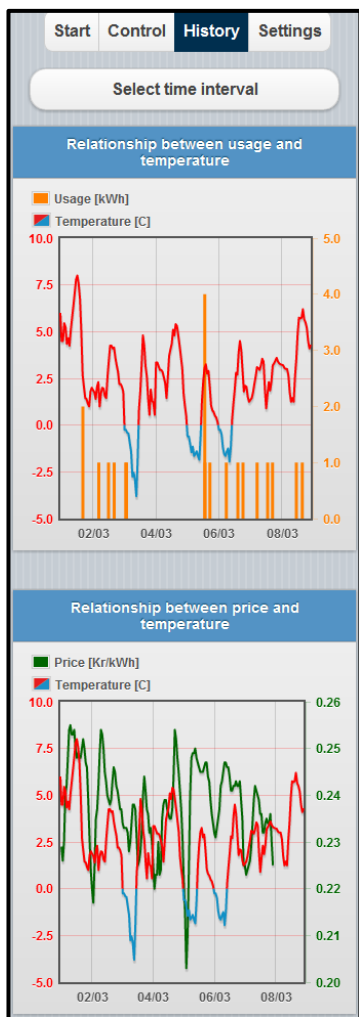 Start Control History Settings
Select time interval
Relationship between usage and
temperature
Usage [kWh]
Temperature [C]
10.0 5.0
7.5 4.0
5.0 3.0
2.5 2.0
0.0
-2.5 1.0
-5.0 0.0
02/03 04/03 06/03 08/03
Relationship between price and
temperature
Price [Kr/kWh]
Temperature [C]
10.0 0.26
7.5 0.25
5.0 0.24
2.5 0.23
0.0 0.22
-2.5 0.21
-5.0 0.20
02/03 04/03 06/03 08/03